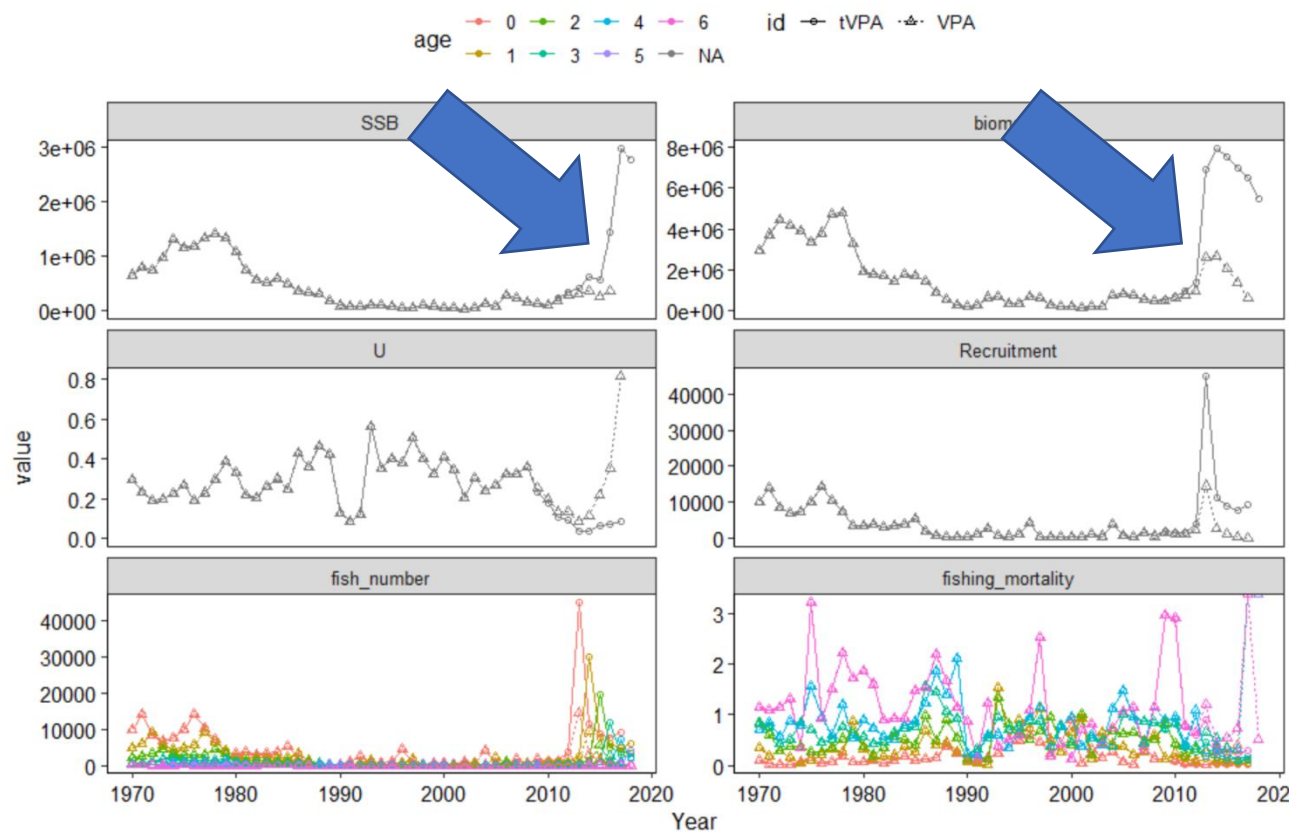 age 0 2 4 6 id tVPA VPA
1 3 5 NA
SSB
3e+06
2e+06
1e+06
0e+00
8e+06
6e+06
4e+06
2e+06
0e+00
U
0.8
0.6
0.4
0.2
0.0
Recruitment
40000
30000
20000
10000
0
value
fish_number
40000
30000
20000
10000
0
fishing_mortality
3
2
1
0
1970 1980 1990 2000 2010 2020
1970 1980 1990 2000 2010
Year